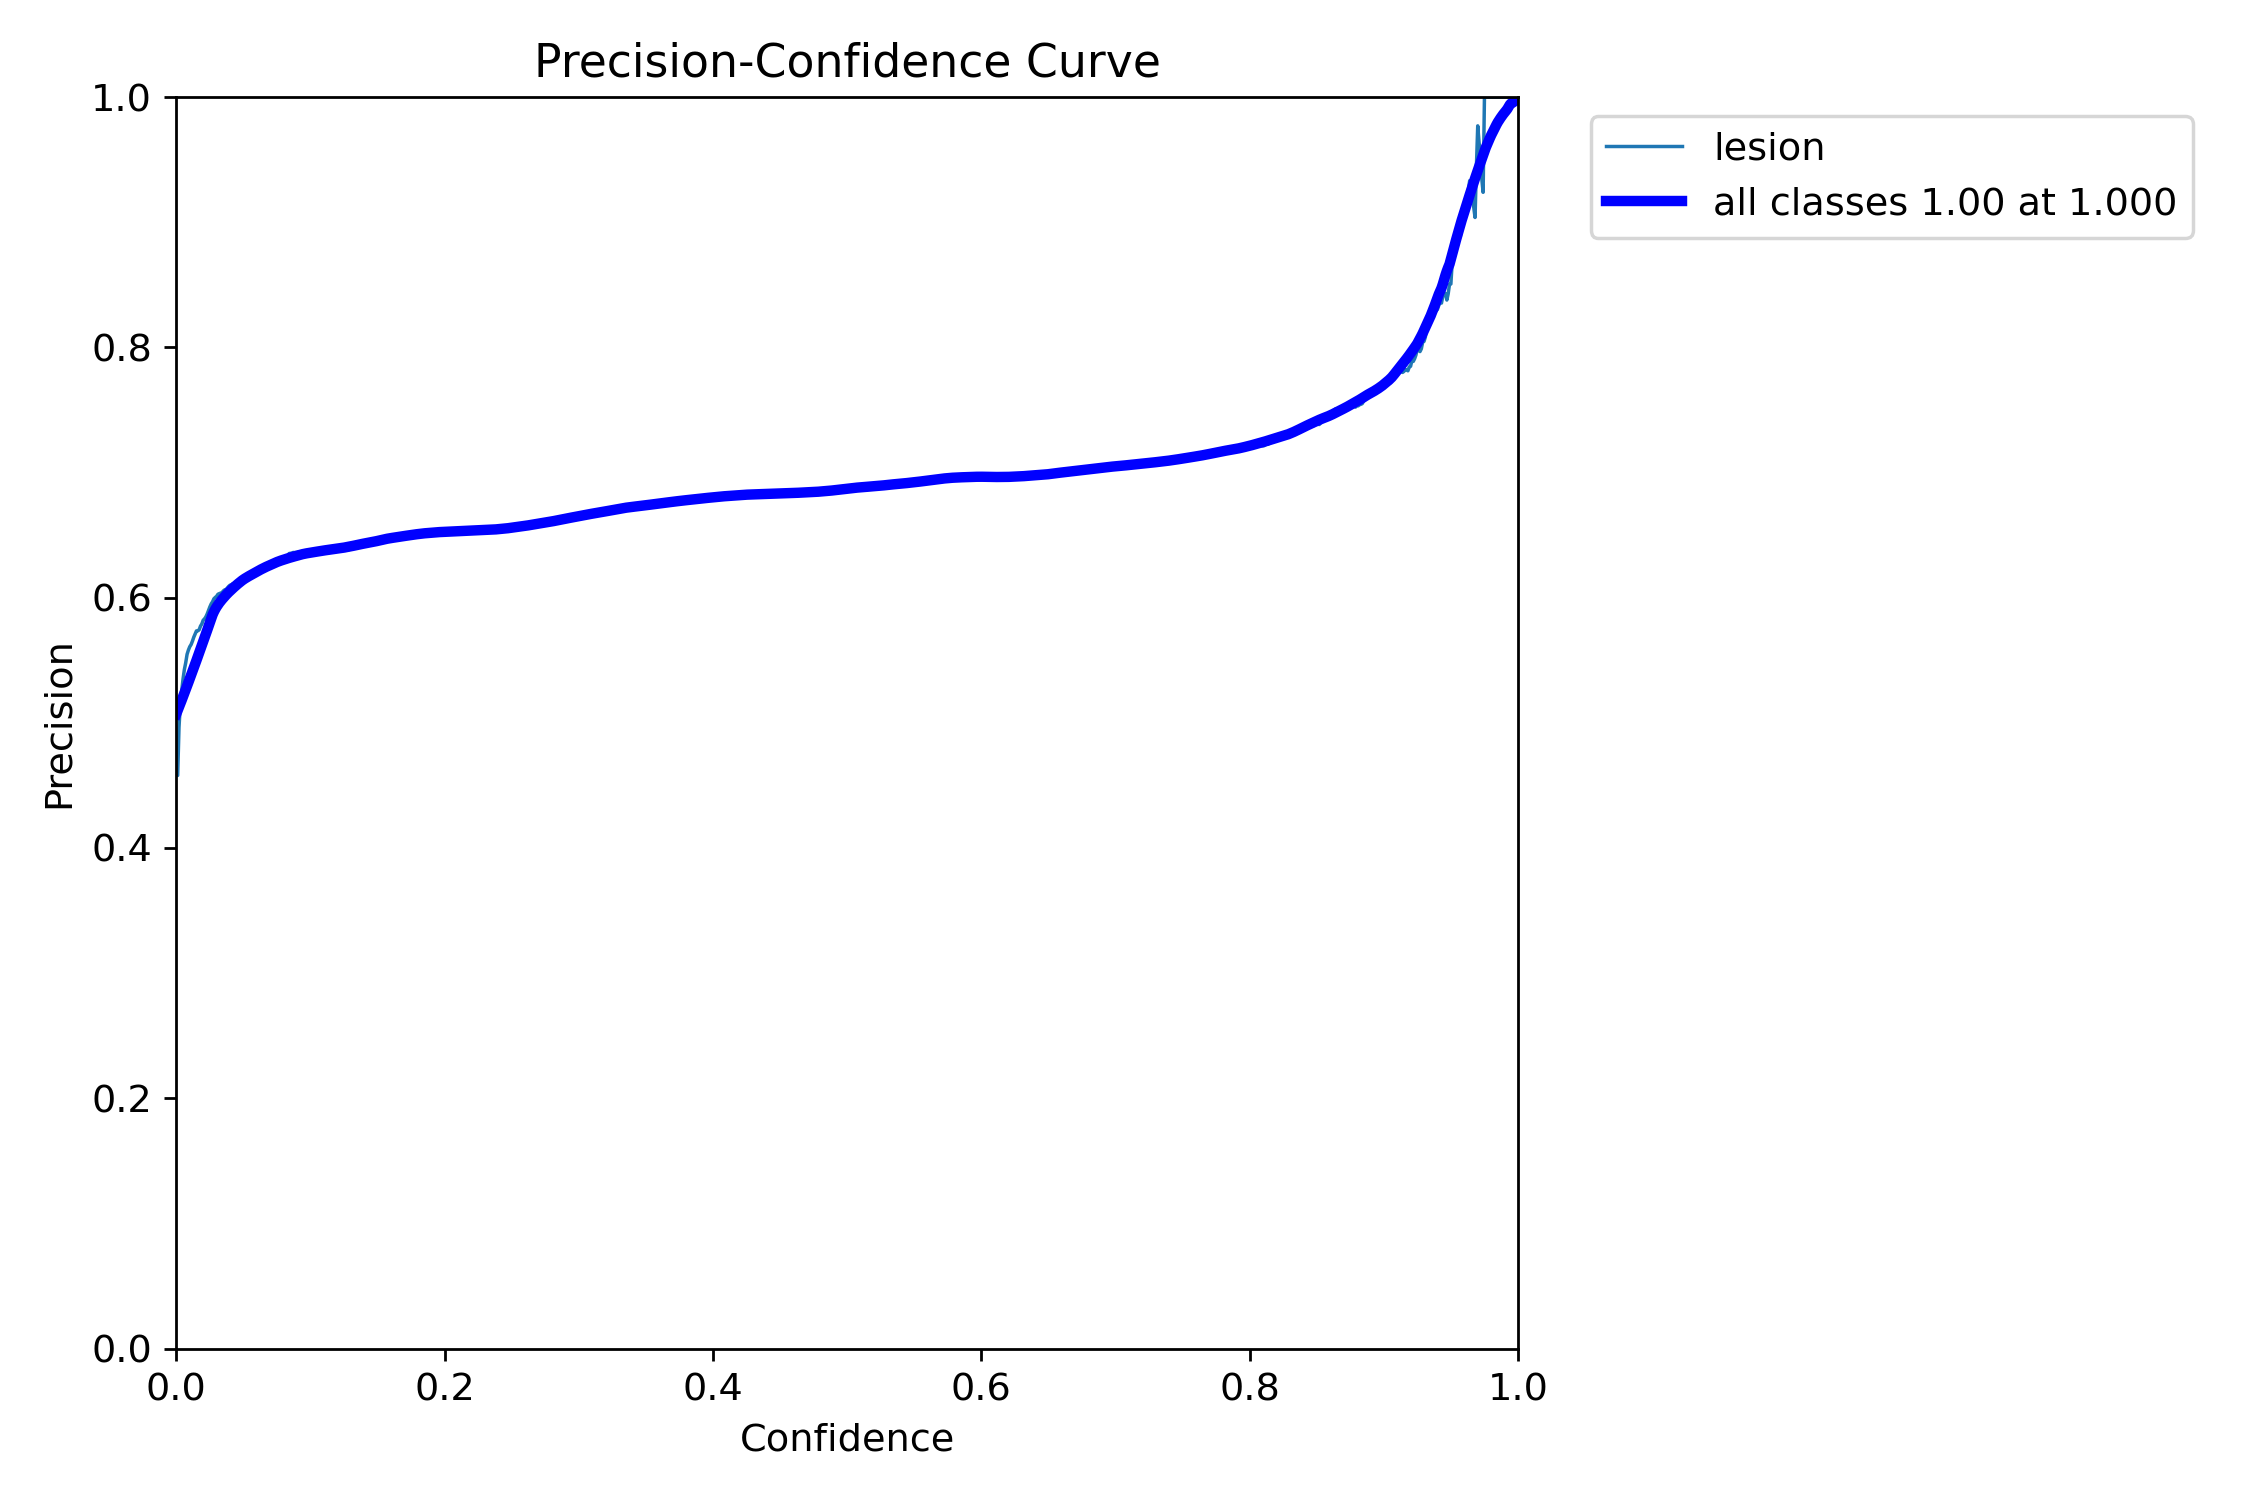 Precision-Confidence Curve
1.0
0.8
0.6
0.4
0.2
0.0
Precision
0.0 0.2 0.4 0.6 0.8 1.0
Confidence
lesion
all classes 1.00 at 1.000